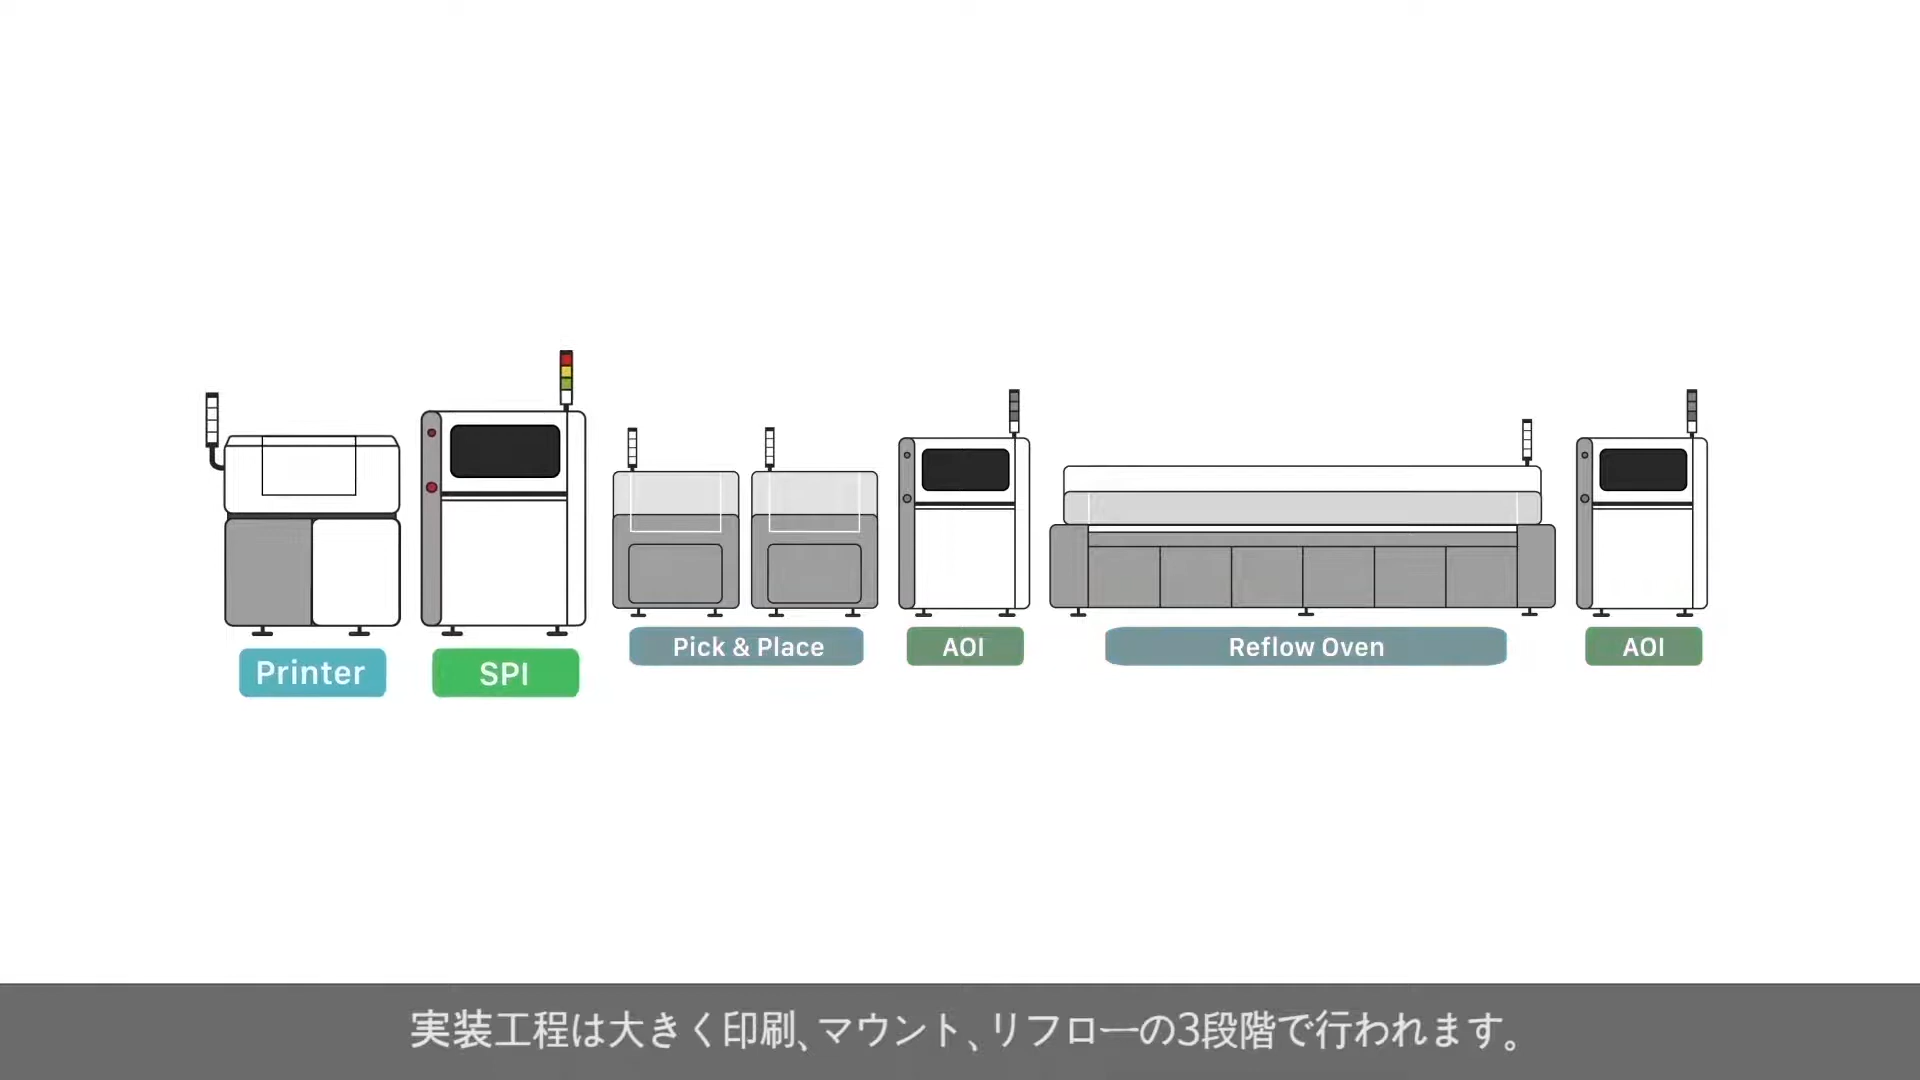 Printer
SPI
Pick & Place
AOI
Reflow Oven
AOI
実装工程は大きく印刷、マウント、リフローの3段階で行われます。